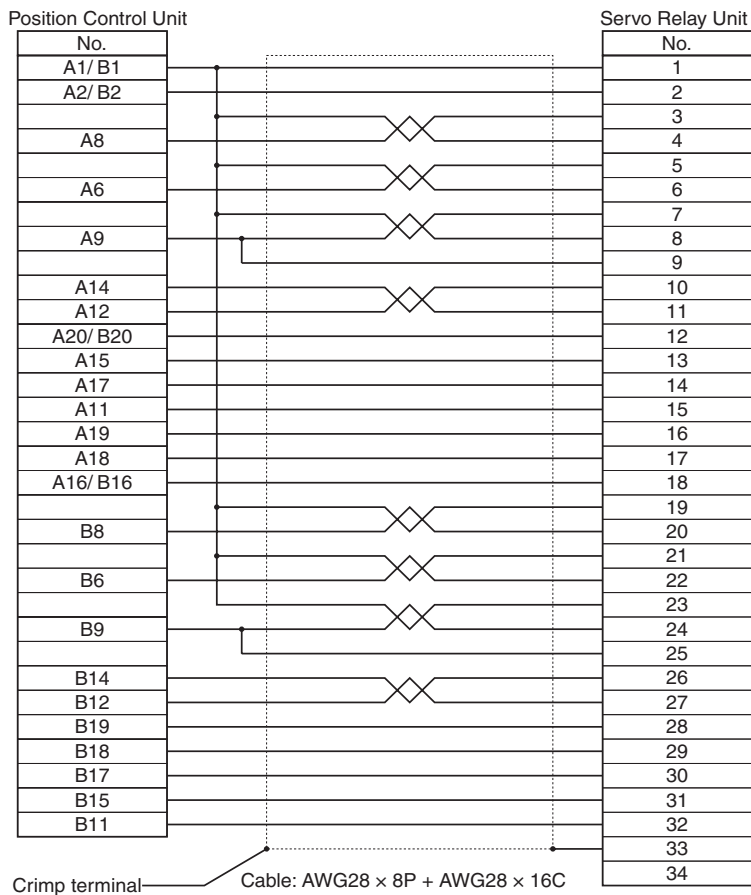 Position Control Unit Servo Relay Unit
No. No.
A1/B1 1
A2/B2 2
3
A8 4
5
A6 6
7
A9 8
9
A14 10
A12 11
A20/B20 12
A15 13
A17 14
A11 15
A19 16
A18 17
A16/B16 18
19
B8 20
21
B6 22
23
B9 24
25
B14 26
B12 27
B19 28
B18 29
B17 30
B15 31
B11 32
33
34
Crimp terminal Cable: AWG28 × 8P + AWG28 × 16C